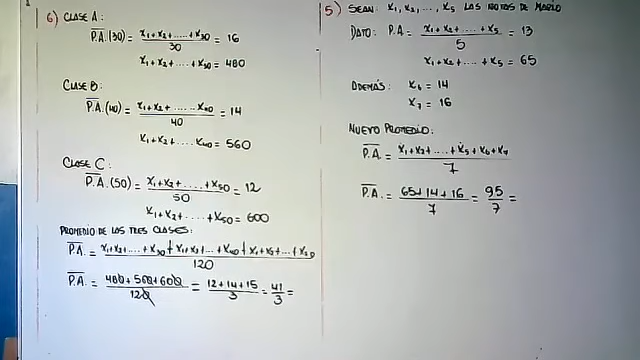 6) CLASE A:
P.A.(30) = x₁+x₂+.....+x₃₀ / 30 = 16
x₁+x₂+....+x₃₀ = 480
CLASE B:
P.A.(40) = x₁+x₂+.....x₄₀ / 40 = 14
x₁+x₂+.....x₄₀ = 560
CLASE C:
P.A.(50) = x₁+x₂+....+x₅₀ / 50 = 12
x₁+x₂+....+x₅₀ = 600
PROMEDIO DE LAS TRES CLASES:
P.A. = x₁+x₂+....+x₃₀+x₁+x₂+...+x₄₀+x₁+x₂+...+x₅₀ / 120
P.A. = 480+560+600 / 120 = 12+14+15 / 3 = 41/3 =
5) SEAN: x₁, x₂, ..., x₅ LAS NOTAS DE MARIO
DATO: P.A. = x₁+x₂+....+x₅ / 5 = 13
x₁+x₂+....+x₅ = 65
ADEMÁS: x₆ = 14
x₇ = 16
NUEVO PROMEDIO:
P.A. = x₁+x₂+....+x₅+x₆+x₇ / 7
P.A. = 65+14+16 / 7 = 95/7 =